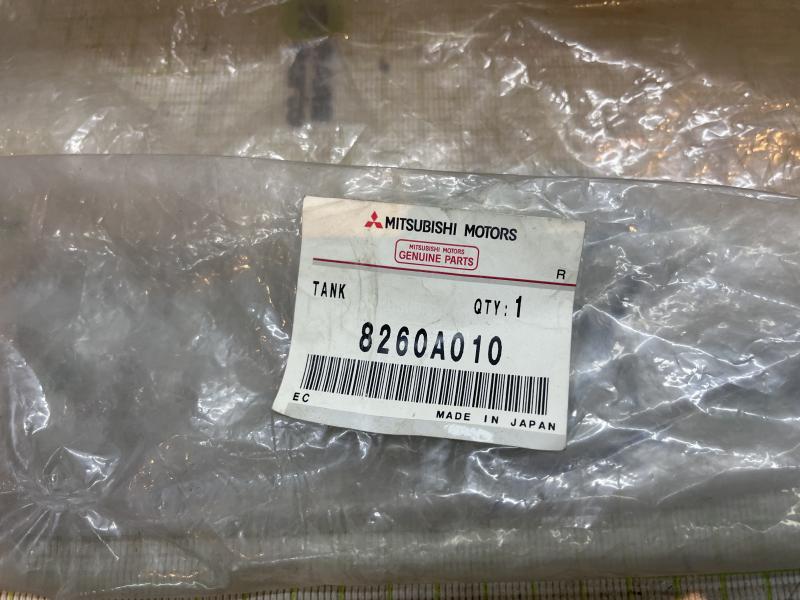 MITSUBISHI MOTORS
MITSUBISHI MOTORS
GENUINE PARTS
R
TANK QTY: 1
8260A010
EC MADE IN JAPAN